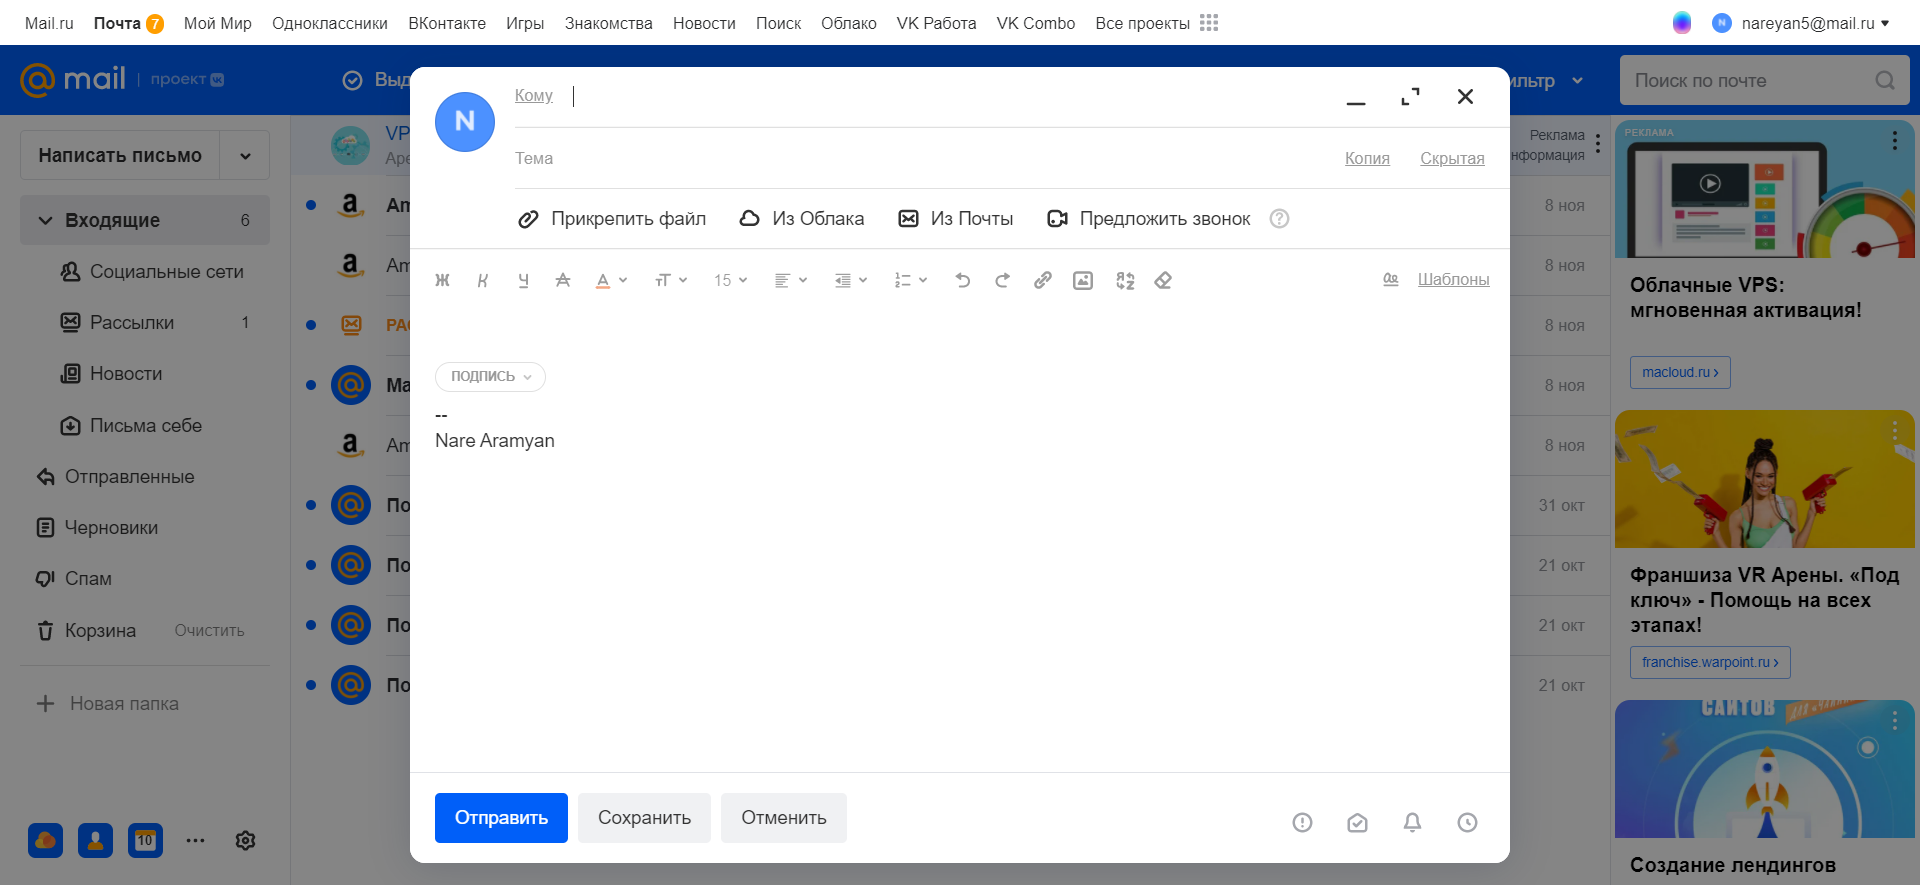 Mail.ru Почта 7 Мой Мир Одноклассники ВКонтакте Игры Знакомства Новости Поиск Облако VK Работа VK Combo Все проекты
N nareyan5@mail.ru
@mail проект
Выд
ильтр
Поиск по почте
Написать письмо
Входящие 6
Социальные сети
Рассылки 1
Новости
Письма себе
Отправленные
Черновики
Спам
Корзина Очистить
Новая папка
10
VP
Аре
Am
Am
РАС
Ma
Am
По
По
По
По
N
Кому
Тема
Копия Скрытая
Прикрепить файл Из Облака Из Почты Предложить звонок ?
Ж К Ч А А тТ 15
Шаблоны
ПОДПИСЬ
--
Nare Aramyan
Отправить Сохранить Отменить
Реклама
нформация
8 ноя
8 ноя
8 ноя
8 ноя
8 ноя
31 окт
21 окт
21 окт
21 окт
РЕКЛАМА
Облачные VPS:
мгновенная активация!
macloud.ru ›
Франшиза VR Арены. «Под
ключ» - Помощь на всех
этапах!
franchise.warpoint.ru ›
САЙТОВ
Создание лендингов